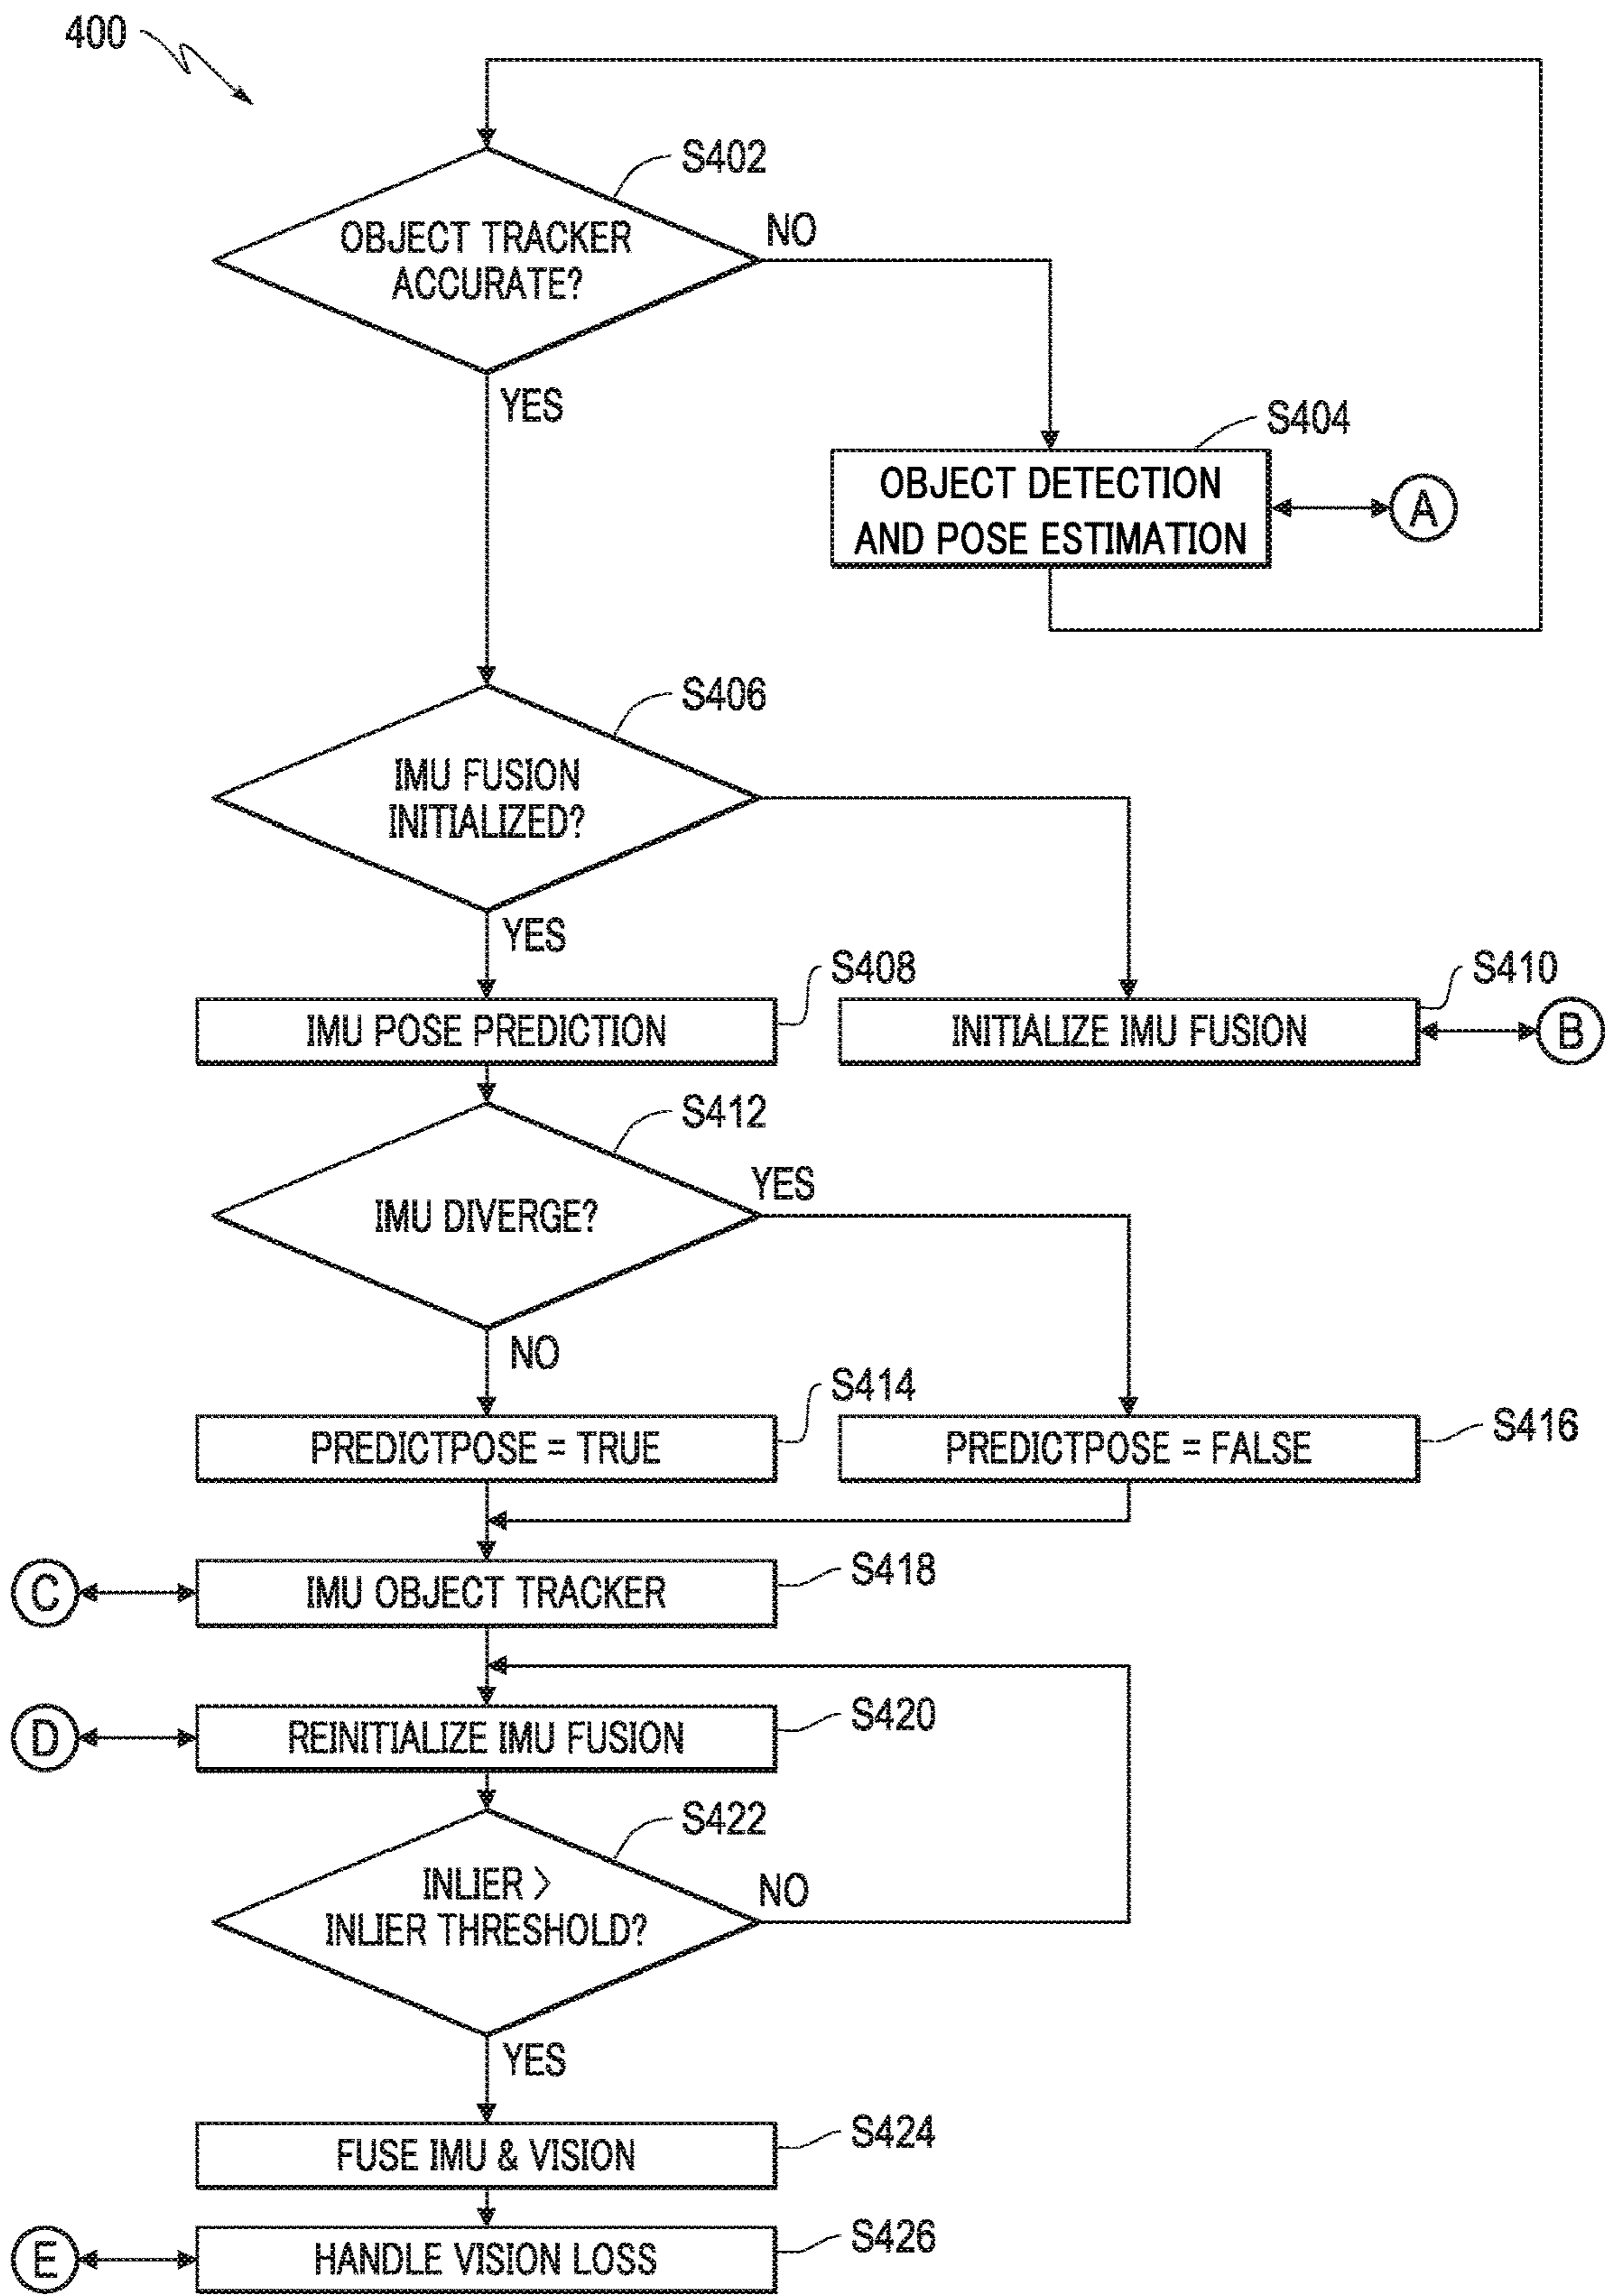 400
S402
OBJECT TRACKER
ACCURATE?
NO
YES
S404
OBJECT DETECTION
AND POSE ESTIMATION
A
S406
IMU FUSION
INITIALIZED?
YES
S408
IMU POSE PREDICTION
S410
INITIALIZE IMU FUSION
B
S412
IMU DIVERGE?
YES
NO
S414
PREDICTPOSE = TRUE
S416
PREDICTPOSE = FALSE
C
IMU OBJECT TRACKER
S418
D
REINITIALIZE IMU FUSION
S420
S422
INLIER >
INLIER THRESHOLD?
NO
YES
FUSE IMU & VISION
S424
E
HANDLE VISION LOSS
S426